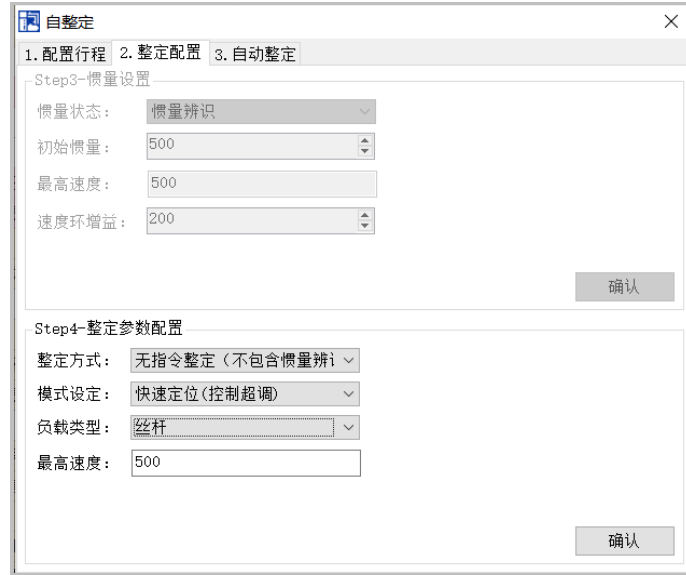 自整定
1.配置行程 2.整定配置 3.自动整定
Step3-惯量设置
惯量状态： 惯量辨识
初始惯量： 500
最高速度： 500
速度环增益： 200
确认
Step4-整定参数配置
整定方式： 无指令整定（不包含惯量辨i
模式设定： 快速定位(控制超调)
负载类型： 丝杆
最高速度： 500
确认